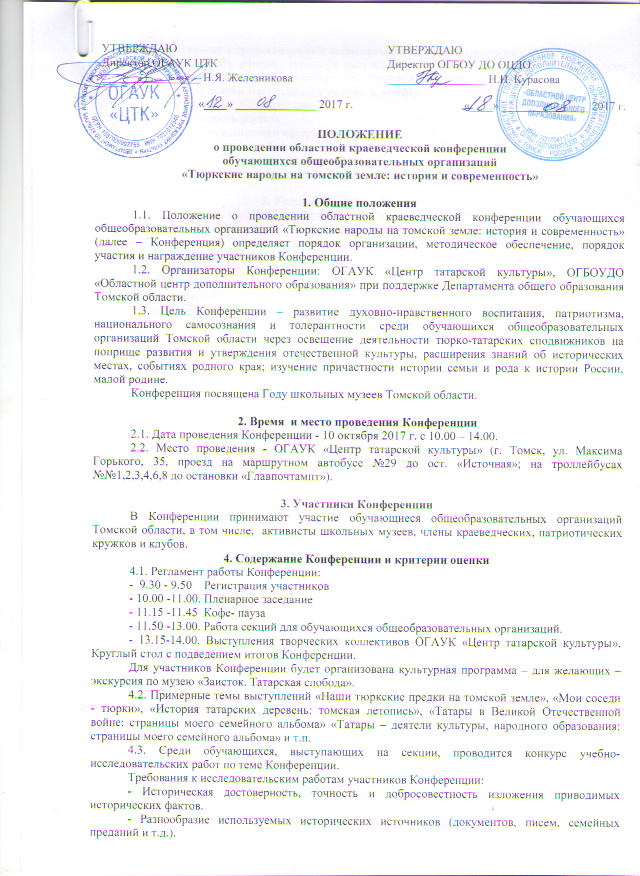 УТВЕРЖДАЮ
Директор ОГАУК ЦТК
Н.Я. Железникова
«12» 08 2017 г.
УТВЕРЖДАЮ
Директор ОГБОУ ДО ОЦДО
Н.И. Курасова
«18» 08 2017 г.
ОГАУК
«ЦТК»
«ОБЛАСТНОЙ ЦЕНТР
ДОПОЛНИТЕЛЬНОГО
ОБРАЗОВАНИЯ»
ПОЛОЖЕНИЕ
о проведении областной краеведческой конференции
обучающихся общеобразовательных организаций
«Тюркские народы на томской земле: история и современность»
1. Общие положения
1.1. Положение о проведении областной краеведческой конференции обучающихся
общеобразовательных организаций «Тюркские народы на томской земле: история и современность»
(далее – Конференция) определяет порядок организации, методическое обеспечение, порядок
участия и награждение участников Конференции.
1.2. Организаторы Конференции: ОГАУК «Центр татарской культуры», ОГБОУДО
«Областной центр дополнительного образования» при поддержке Департамента общего образования
Томской области.
1.3. Цель Конференции – развитие духовно-нравственного воспитания, патриотизма,
национального самосознания и толерантности среди обучающихся общеобразовательных
организаций Томской области через освещение деятельности тюрко-татарских сподвижников на
поприще развития и утверждения отечественной культуры, расширения знаний об исторических
местах, событиях родного края; изучение причастности истории семьи и рода к истории России,
малой родине.
Конференция посвящена Году школьных музеев Томской области.
2. Время и место проведения Конференции
2.1. Дата проведения Конференции - 10 октября 2017 г. с 10.00 – 14.00.
2.2. Место проведения - ОГАУК «Центр татарской культуры» (г. Томск, ул. Максима
Горького, 35, проезд на маршрутном автобусе №29 до ост. «Источная»; на троллейбусах
№№1,2,3,4,6,8 до остановки «Главпочтампт»).
3. Участники Конференции
В Конференции принимают участие обучающиеся общеобразовательных организаций
Томской области, в том числе, активисты школьных музеев, члены краеведческих, патриотических
кружков и клубов.
4. Содержание Конференции и критерии оценки
4.1. Регламент работы Конференции:
- 9.30 - 9.50 Регистрация участников
- 10.00 -11.00. Пленарное заседание
- 11.15 -11.45 Кофе- пауза
- 11.50 -13.00. Работа секций для обучающихся общеобразовательных организаций.
- 13.15-14.00. Выступления творческих коллективов ОГАУК «Центр татарской культуры».
Круглый стол с подведением итогов Конференции.
Для участников Конференции будет организована культурная программа – для желающих –
экскурсия по музею «Заисток. Татарская слобода».
4.2. Примерные темы выступлений «Наши тюркские предки на томской земле», «Мои соседи
- тюрки», «История татарских деревень: томская летопись», «Татары в Великой Отечественной
войне: страницы моего семейного альбома» «Татары – деятели культуры, народного образования:
страницы моего семейного альбома» и т.п.
4.3. Среди обучающихся, выступающих на секции, проводится конкурс учебно-
исследовательских работ по теме Конференции.
Требования к исследовательским работам участников Конференции:
- Историческая достоверность, точность и добросовестность изложения приводимых
исторических фактов.
- Разнообразие используемых исторических источников (документов, писем, семейных
преданий и т.д.).